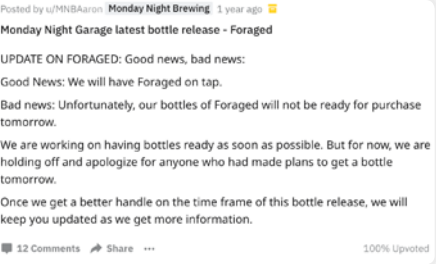 Posted by u/MNBAaron Monday Night Brewing 1 year ago
Monday Night Garage latest bottle release - Foraged
UPDATE ON FORAGED: Good news, bad news:
Good News: We will have Foraged on tap.
Bad news: Unfortunately, our bottles of Foraged will not be ready for purchase
tomorrow.
We are working on having bottles ready as soon as possible. But for now, we are
holding off and apologize for anyone who had made plans to get a bottle
tomorrow.
Once we get a better handle on the time frame of this bottle release, we will
keep you updated as we get more information.
12 Comments Share ••• 100% Upvoted